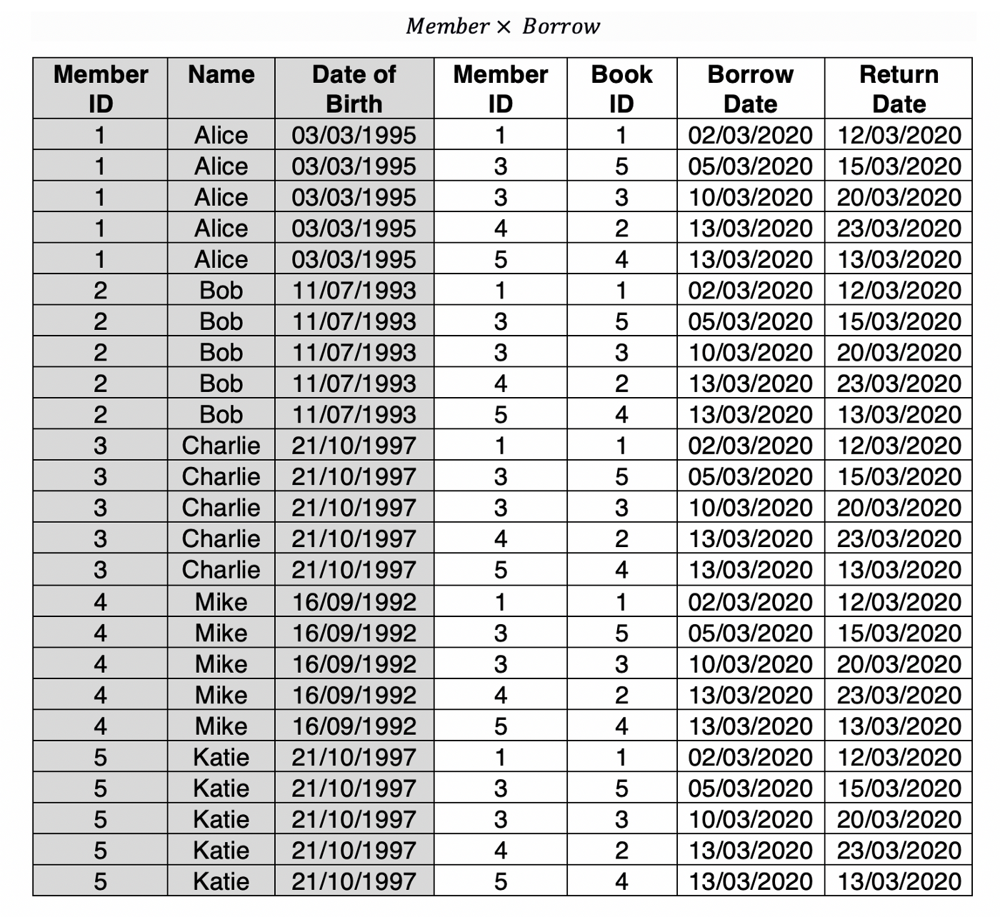 Member × Borrow
Member ID Name Date of Birth Member ID Book ID Borrow Date Return Date
1 Alice 03/03/1995 1 1 02/03/2020 12/03/2020
1 Alice 03/03/1995 3 5 05/03/2020 15/03/2020
1 Alice 03/03/1995 3 3 10/03/2020 20/03/2020
1 Alice 03/03/1995 4 2 13/03/2020 23/03/2020
1 Alice 03/03/1995 5 4 13/03/2020 13/03/2020
2 Bob 11/07/1993 1 1 02/03/2020 12/03/2020
2 Bob 11/07/1993 3 5 05/03/2020 15/03/2020
2 Bob 11/07/1993 3 3 10/03/2020 20/03/2020
2 Bob 11/07/1993 4 2 13/03/2020 23/03/2020
2 Bob 11/07/1993 5 4 13/03/2020 13/03/2020
3 Charlie 21/10/1997 1 1 02/03/2020 12/03/2020
3 Charlie 21/10/1997 3 5 05/03/2020 15/03/2020
3 Charlie 21/10/1997 3 3 10/03/2020 20/03/2020
3 Charlie 21/10/1997 4 2 13/03/2020 23/03/2020
3 Charlie 21/10/1997 5 4 13/03/2020 13/03/2020
4 Mike 16/09/1992 1 1 02/03/2020 12/03/2020
4 Mike 16/09/1992 3 5 05/03/2020 15/03/2020
4 Mike 16/09/1992 3 3 10/03/2020 20/03/2020
4 Mike 16/09/1992 4 2 13/03/2020 23/03/2020
4 Mike 16/09/1992 5 4 13/03/2020 13/03/2020
5 Katie 21/10/1997 1 1 02/03/2020 12/03/2020
5 Katie 21/10/1997 3 5 05/03/2020 15/03/2020
5 Katie 21/10/1997 3 3 10/03/2020 20/03/2020
5 Katie 21/10/1997 4 2 13/03/2020 23/03/2020
5 Katie 21/10/1997 5 4 13/03/2020 13/03/2020